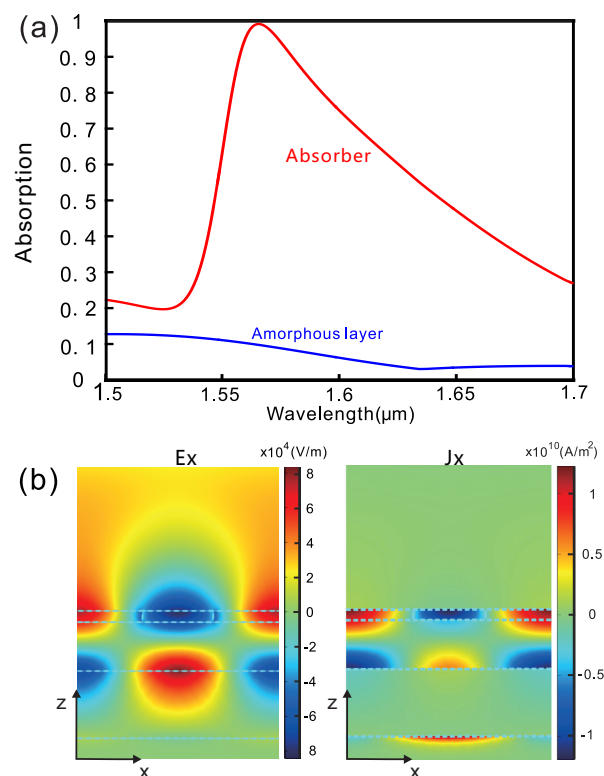 (a)
Absorption
1
0. 9
0. 8
0. 7
0. 6
0. 5
0. 4
0. 3
0. 2
0. 1
0
Absorber
Amorphous layer
1.5
1.55
1.6
1.65
1.7
Wavelength(μm)
(b)
Ex
x10⁴(V/m)
8
6
4
2
0
-2
-4
-6
-8
z
x
Jx
x10¹⁰(A/m²)
1
0.5
0
-0.5
-1
z
x